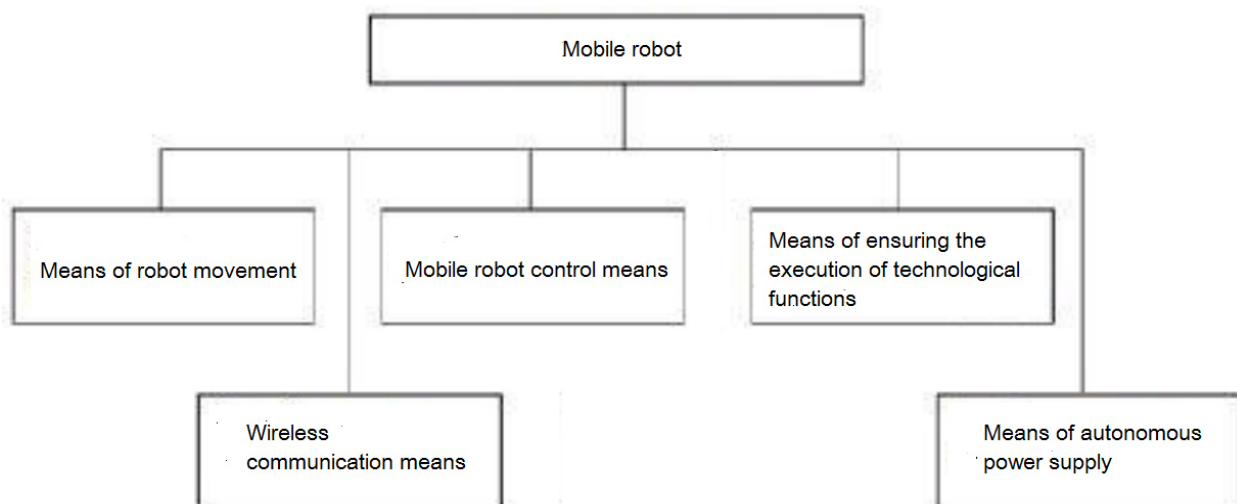 Mobile robot
Means of robot movement
Mobile robot control means
Means of ensuring the
execution of technological
functions
Wireless
communication means
Means of autonomous
power supply